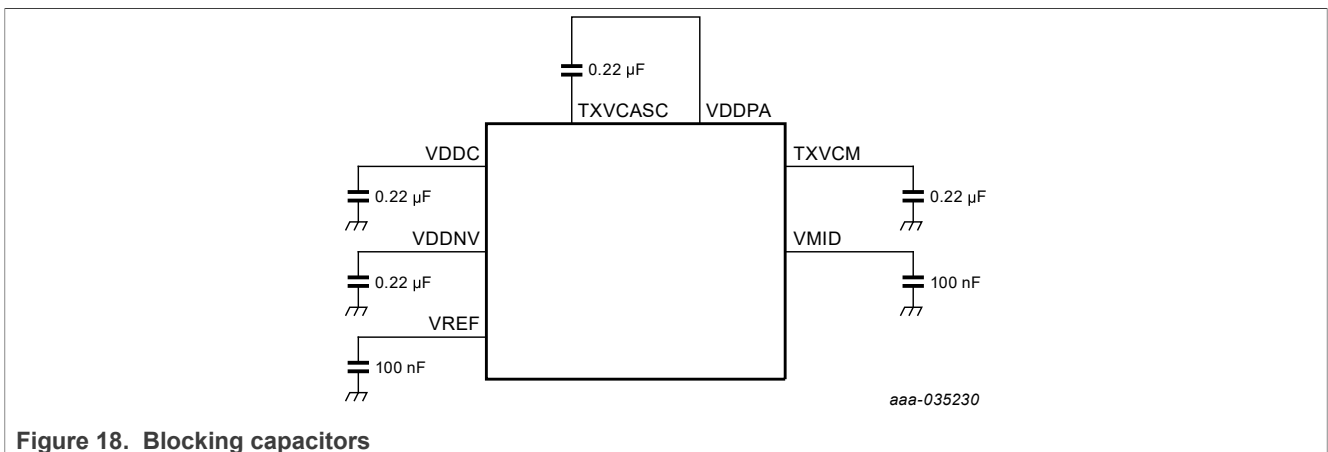 0.22 µF
TXVCASC VDDPA
VDDC TXVCM
0.22 µF 0.22 µF
VDDNV VMID
0.22 µF 100 nF
VREF
100 nF
aaa-035230
Figure 18. Blocking capacitors